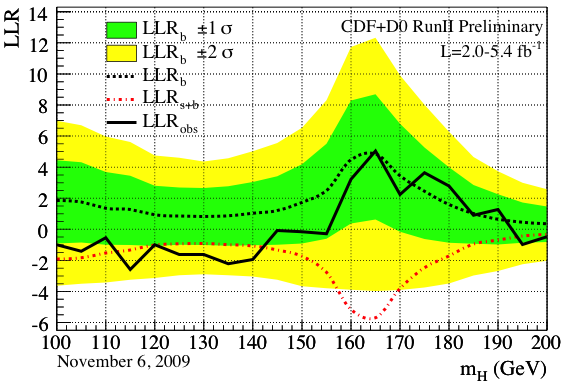 LLR
14
12
10
8
6
4
2
0
-2
-4
-6
LLR_b ±1 σ
LLR_b ±2 σ
LLR_b
LLR_s+b
LLR_obs
CDF+D0 RunII Preliminary
L=2.0-5.4 fb⁻¹
100 110 120 130 140 150 160 170 180 190 200
November 6, 2009
m_H (GeV)